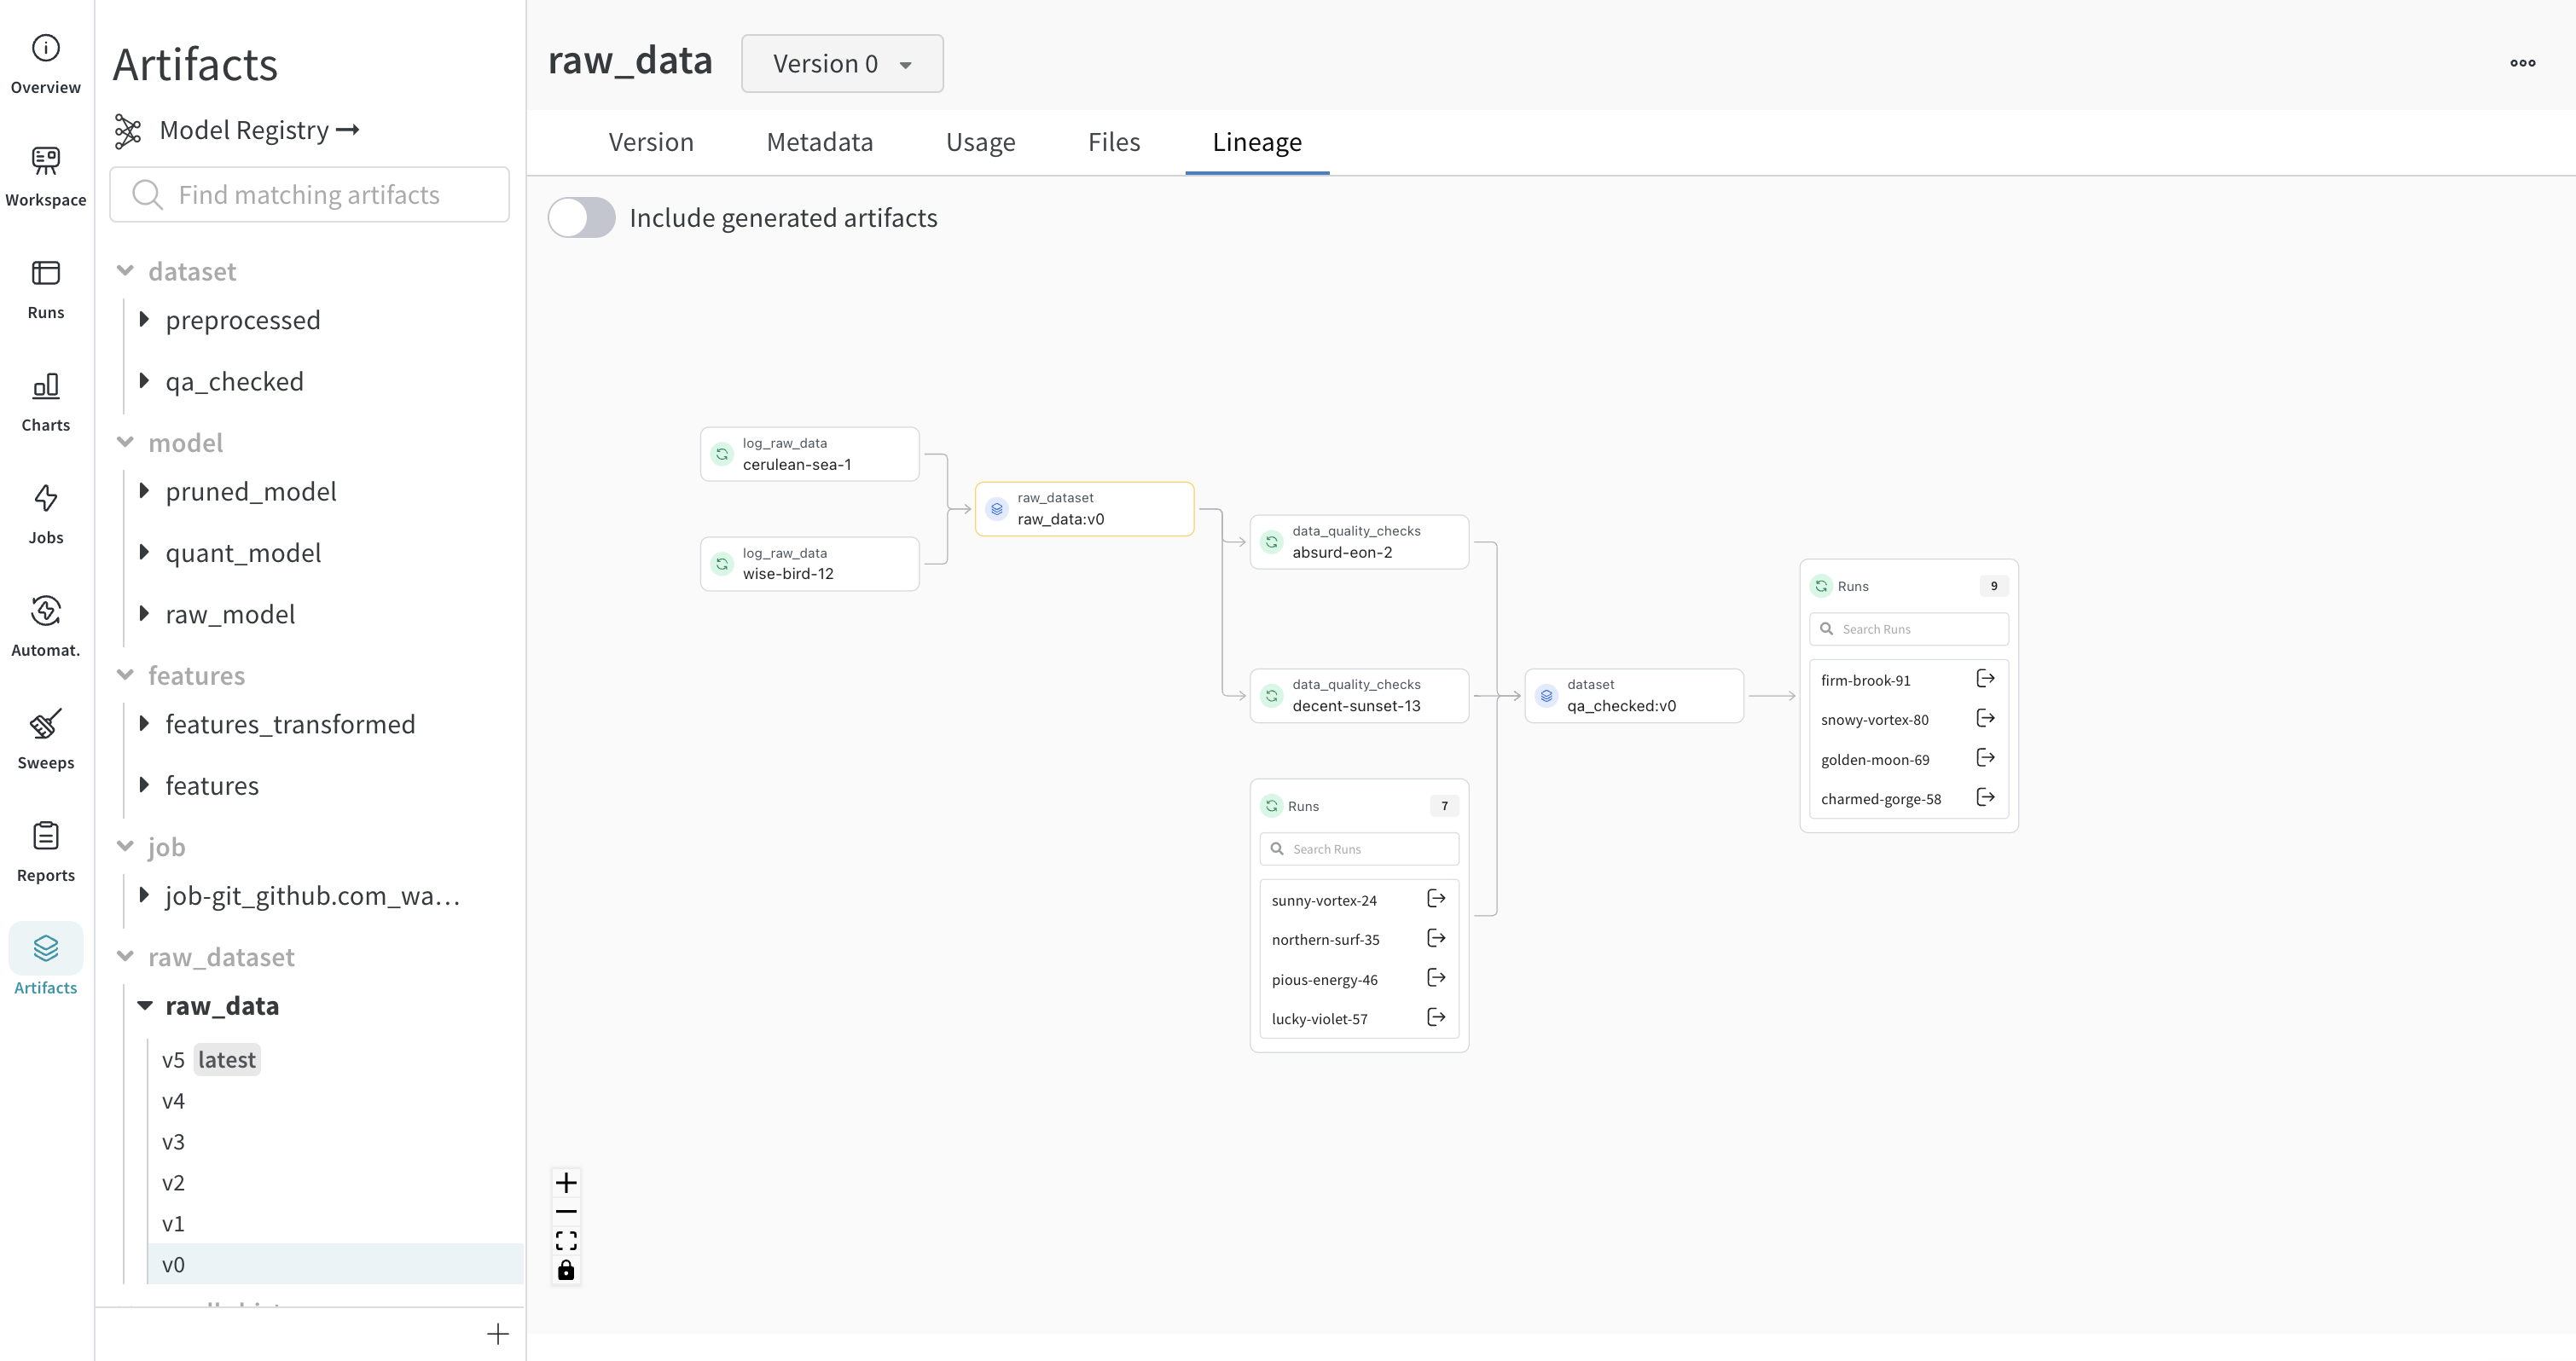 Overview
Workspace
Runs
Charts
Jobs
Automat.
Sweeps
Reports
Artifacts
Artifacts
Model Registry
Find matching artifacts
dataset
preprocessed
qa_checked
model
pruned_model
quant_model
raw_model
features
features_transformed
features
job
job-git_github.com_wa...
raw_dataset
raw_data
v5 latest
v4
v3
v2
v1
v0
raw_data
Version 0
Version Metadata Usage Files Lineage
Include generated artifacts
log_raw_data
cerulean-sea-1
log_raw_data
wise-bird-12
raw_dataset
raw_data:v0
data_quality_checks
absurd-eon-2
data_quality_checks
decent-sunset-13
Runs 7
Search Runs
sunny-vortex-24
northern-surf-35
pious-energy-46
lucky-violet-57
dataset
qa_checked:v0
Runs 9
Search Runs
firm-brook-91
snowy-vortex-80
golden-moon-69
charmed-gorge-58